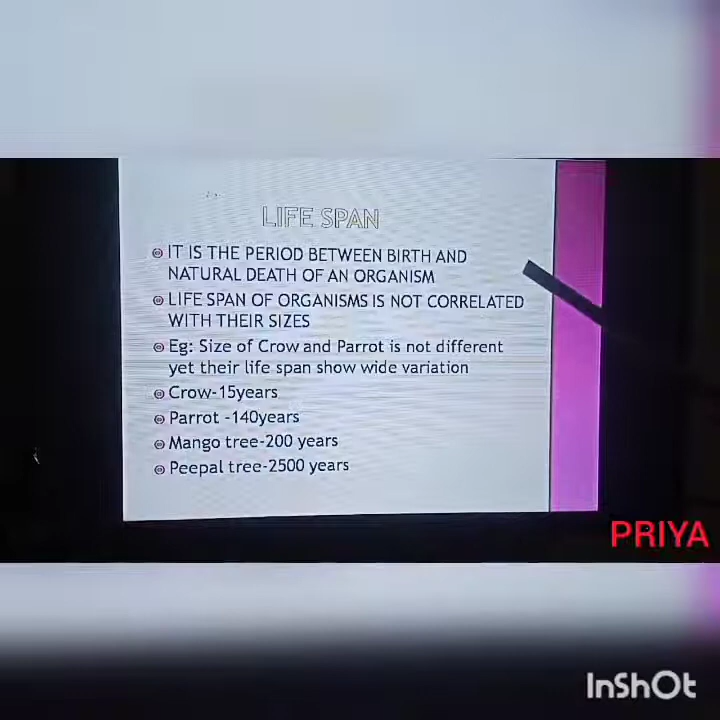 LIFE SPAN
IT IS THE PERIOD BETWEEN BIRTH AND
NATURAL DEATH OF AN ORGANISM
LIFE SPAN OF ORGANISMS IS NOT CORRELATED
WITH THEIR SIZES
Eg: Size of Crow and Parrot is not different
yet their life span show wide variation
Crow-15years
Parrot -140years
Mango tree-200 years
Peepal tree-2500 years
PRIYA
InShOt